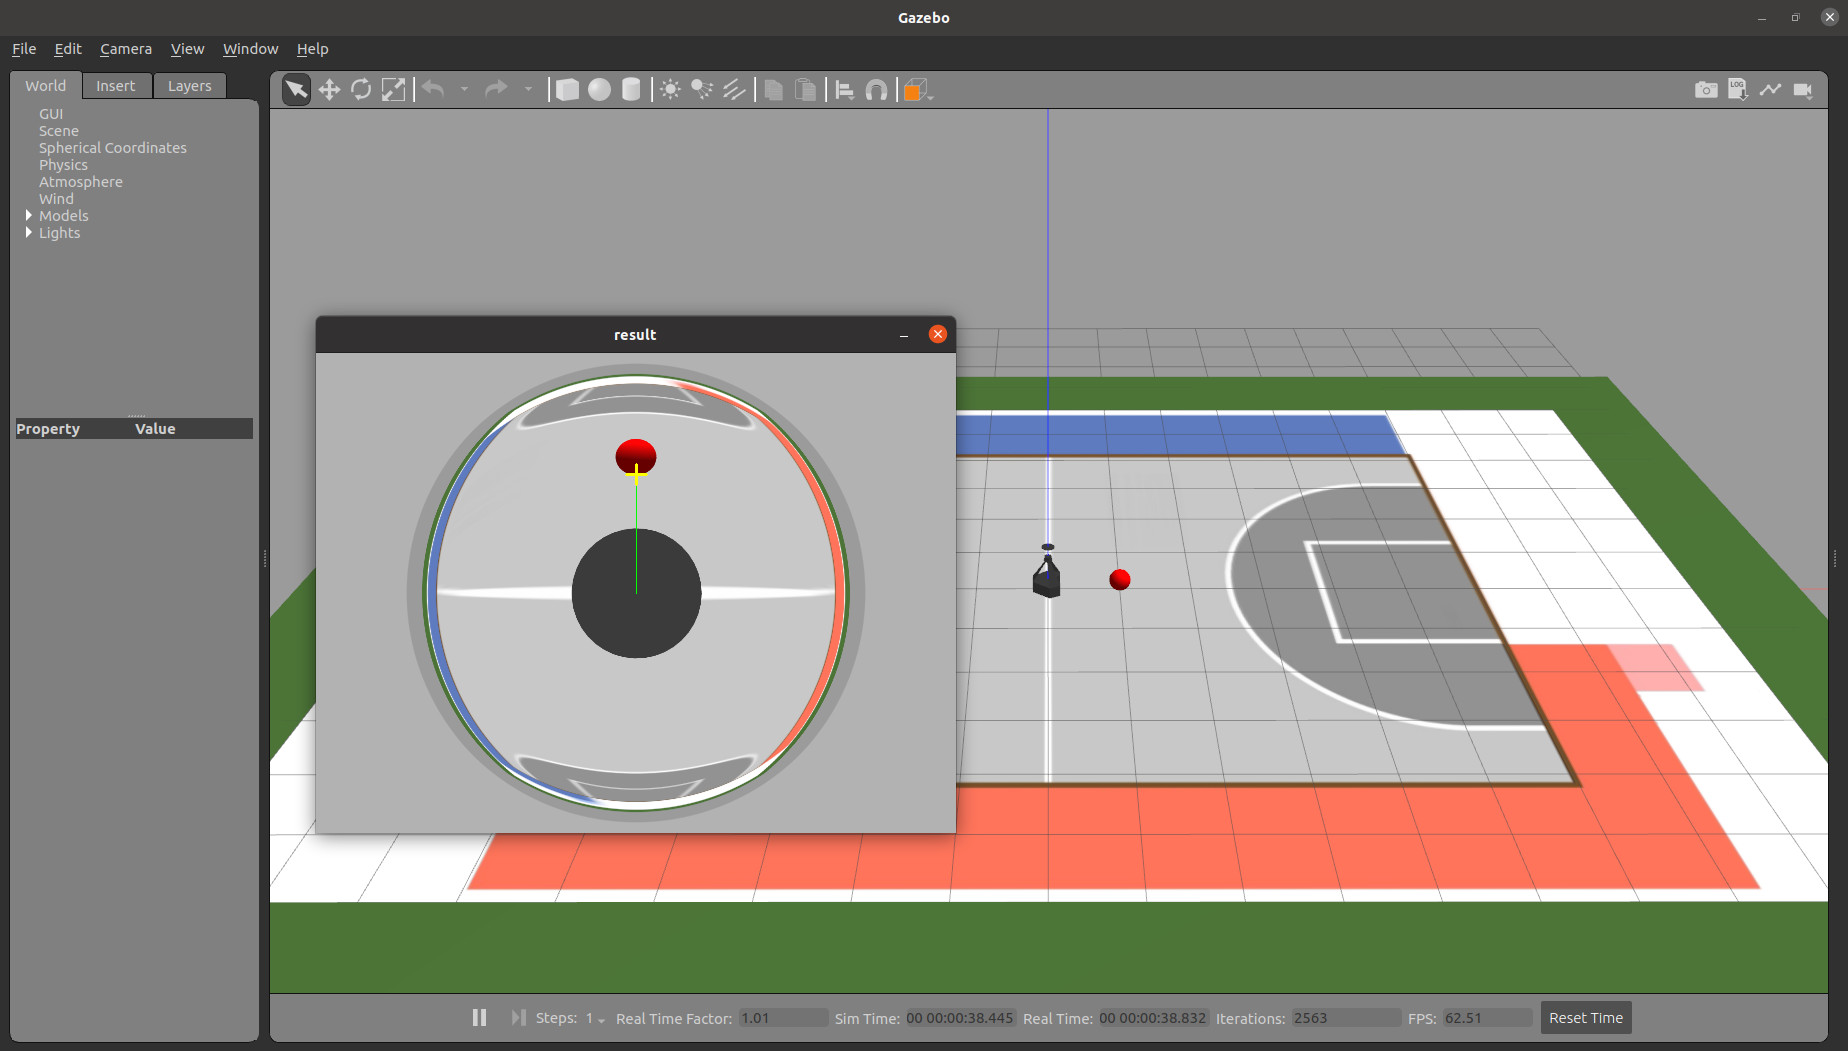 Gazebo
File Edit Camera View Window Help
World Insert Layers
LOG
GUI
Scene
Spherical Coordinates
Physics
Atmosphere
Wind
Models
Lights
Property Value
result
Steps: 1 Real Time Factor: 1.01 Sim Time: 00 00:00:38.445 Real Time: 00 00:00:38.832 Iterations: 2563 FPS: 62.51 Reset Time